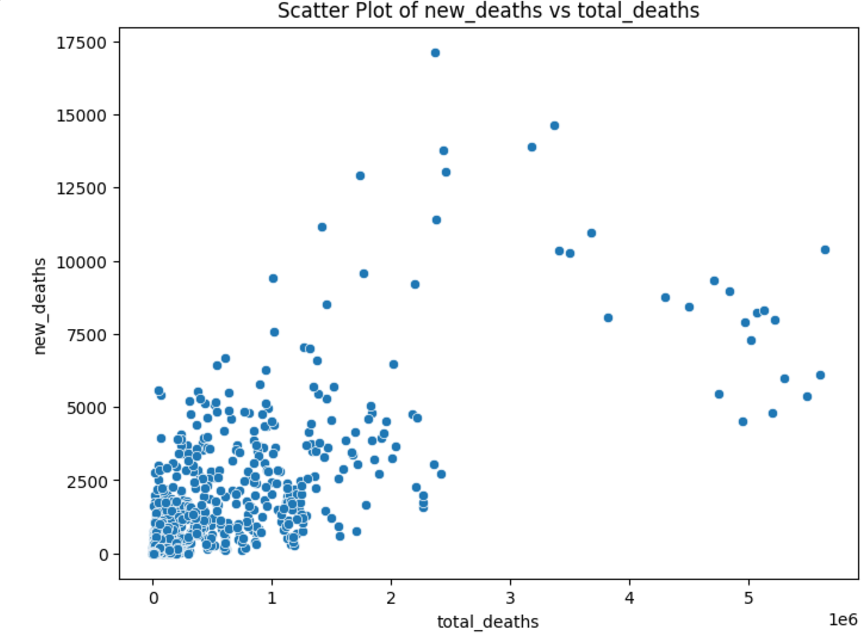 Scatter Plot of new_deaths vs total_deaths
17500
15000
12500
10000
7500
5000
2500
0
new_deaths
0 1 2 3 4 5
1e6
total_deaths